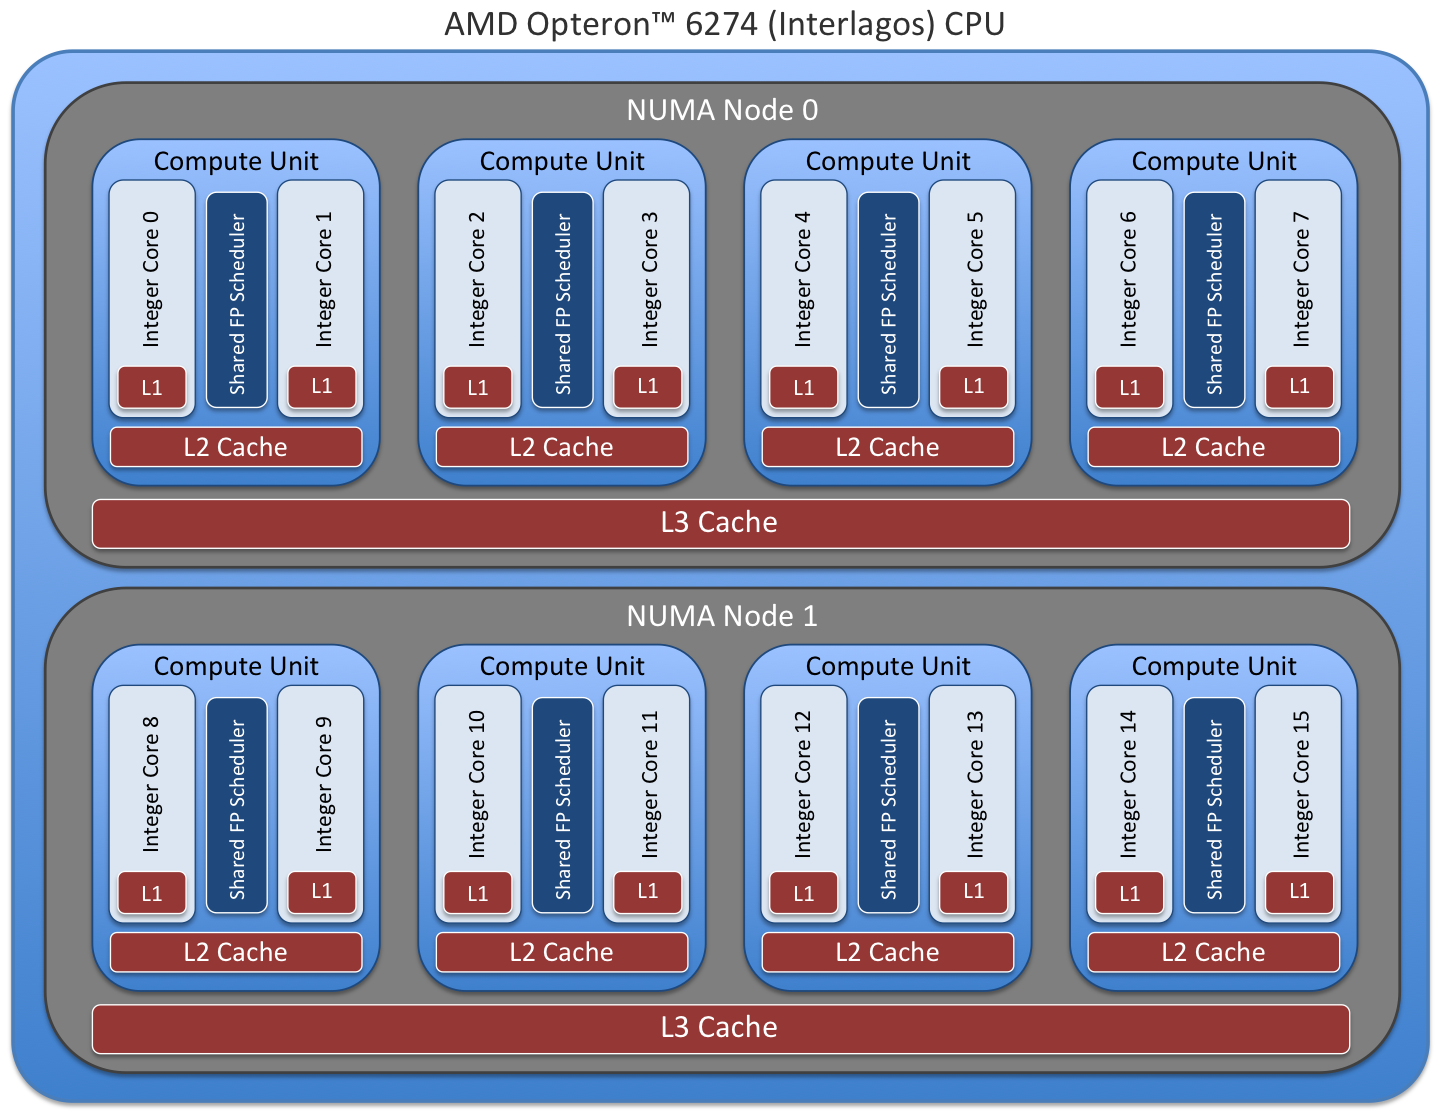 AMD Opteron™ 6274 (Interlagos) CPU
NUMA Node 0
Compute Unit
Integer Core 0
Shared FP Scheduler
Integer Core 1
L1
L1
L2 Cache
Compute Unit
Integer Core 2
Shared FP Scheduler
Integer Core 3
L1
L1
L2 Cache
Compute Unit
Integer Core 4
Shared FP Scheduler
Integer Core 5
L1
L1
L2 Cache
Compute Unit
Integer Core 6
Shared FP Scheduler
Integer Core 7
L1
L1
L2 Cache
L3 Cache
NUMA Node 1
Compute Unit
Integer Core 8
Shared FP Scheduler
Integer Core 9
L1
L1
L2 Cache
Compute Unit
Integer Core 10
Shared FP Scheduler
Integer Core 11
L1
L1
L2 Cache
Compute Unit
Integer Core 12
Shared FP Scheduler
Integer Core 13
L1
L1
L2 Cache
Compute Unit
Integer Core 14
Shared FP Scheduler
Integer Core 15
L1
L1
L2 Cache
L3 Cache